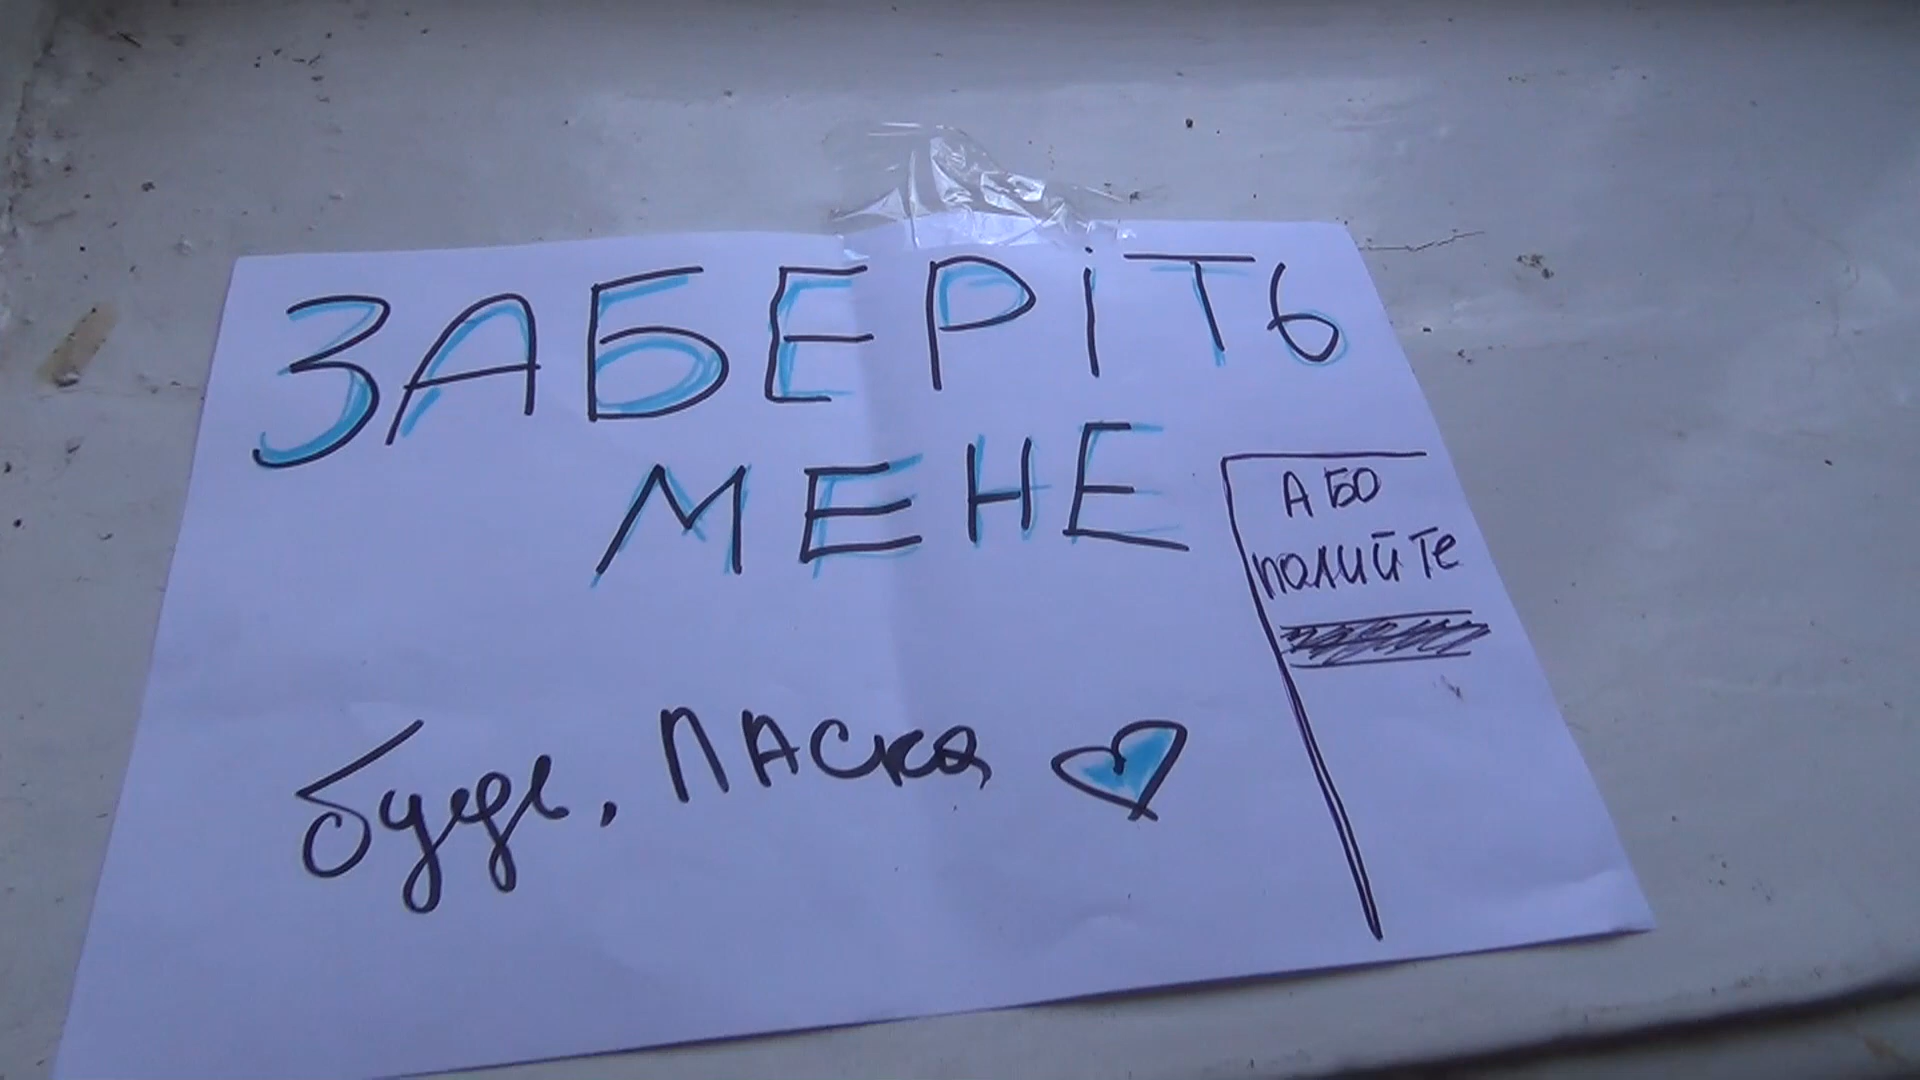 ЗАБЕРІТЬ
МЕНЕ
АБО
ПОЛИЙТЕ
будь, ЛАСКА